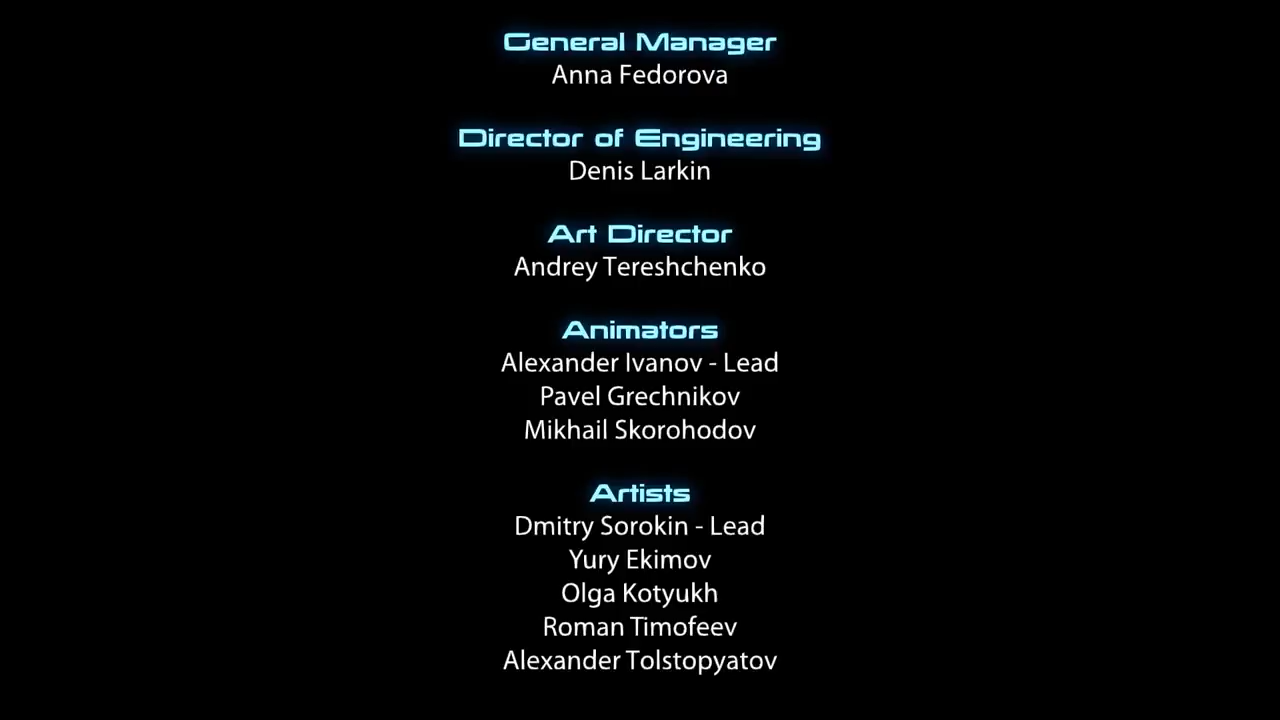 General Manager
Anna Fedorova
Director of Engineering
Denis Larkin
Art Director
Andrey Tereshchenko
Animators
Alexander Ivanov - Lead
Pavel Grechnikov
Mikhail Skorohodov
Artists
Dmitry Sorokin - Lead
Yury Ekimov
Olga Kotyukh
Roman Timofeev
Alexander Tolstopyatov